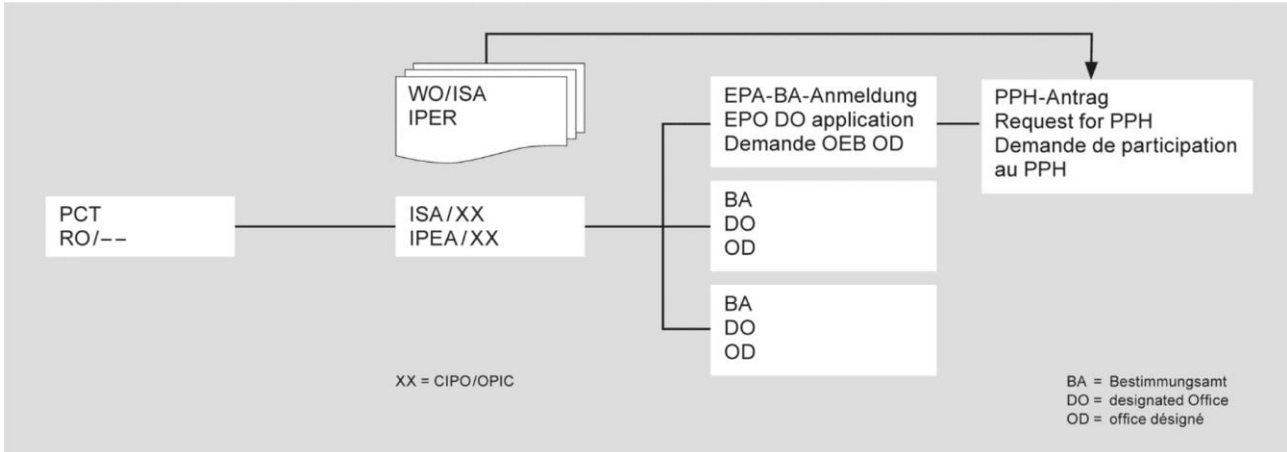 WO/ISA
IPER
EPA-BA-Anmeldung
EPO DO application
Demande OEB OD
PPH-Antrag
Request for PPH
Demande de participation
au PPH
PCT
RO/––
ISA/XX
IPEA/XX
BA
DO
OD
BA
DO
OD
XX = CIPO/OPIC
BA = Bestimmungsamt
DO = designated Office
OD = office désigné